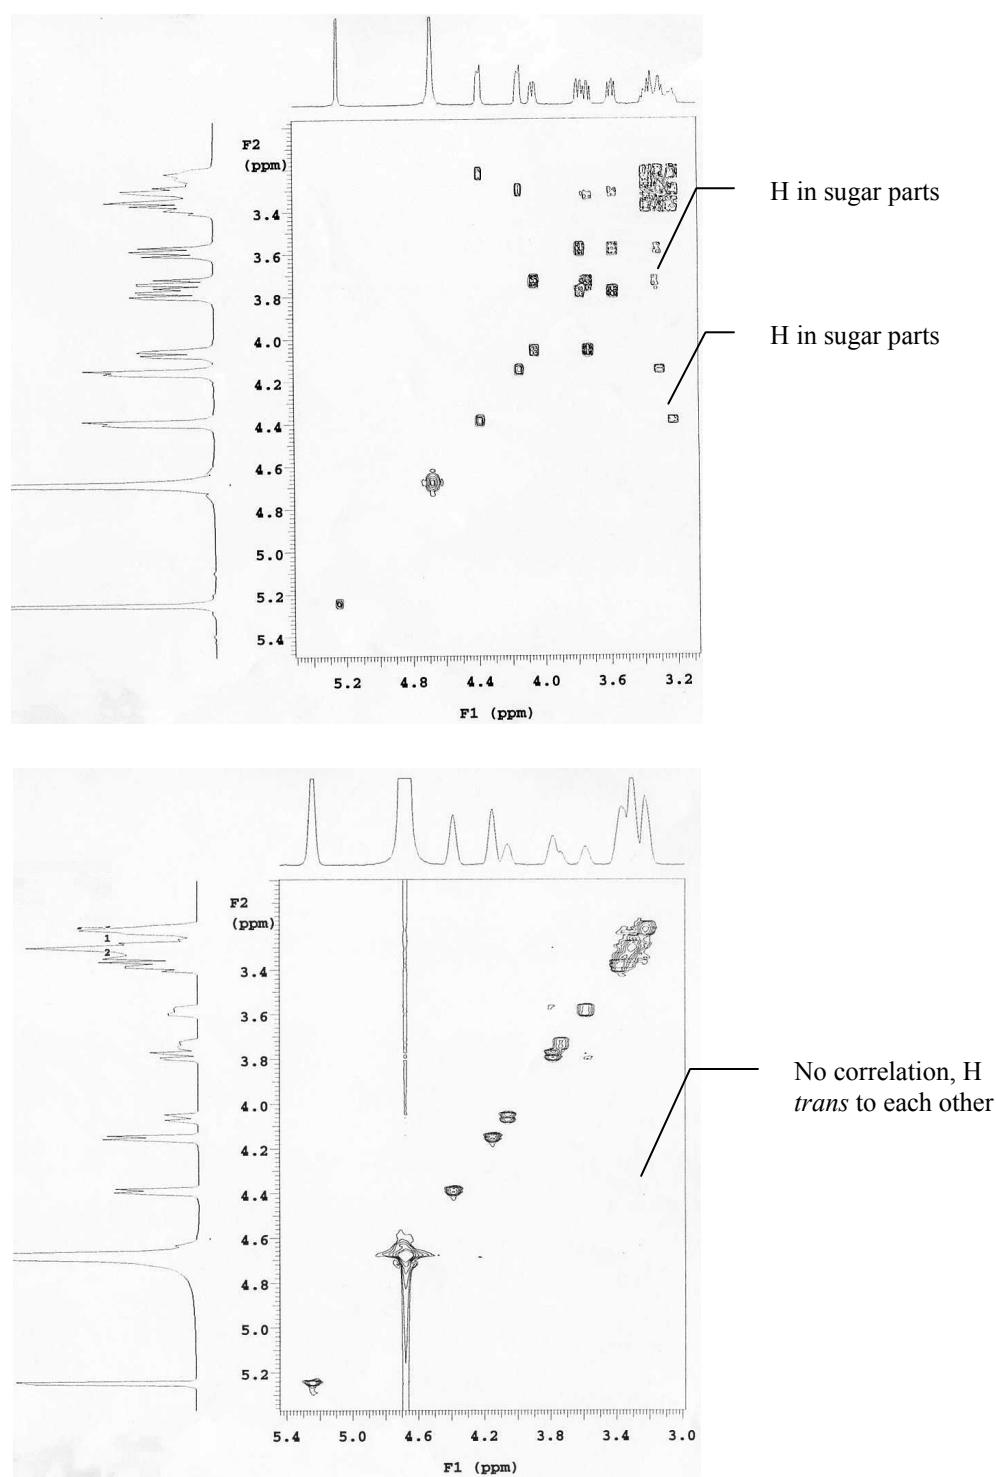 F2
(ppm)
3.4
3.6
3.8
4.0
4.2
4.4
4.6
4.8
5.0
5.2
5.4
5.2 4.8 4.4 4.0 3.6 3.2
F1 (ppm)
H in sugar parts
H in sugar parts
F2
(ppm)
1
2
3.4
3.6
3.8
4.0
4.2
4.4
4.6
4.8
5.0
5.2
5.4 5.0 4.6 4.2 3.8 3.4 3.0
F1 (ppm)
No correlation, H
trans to each other